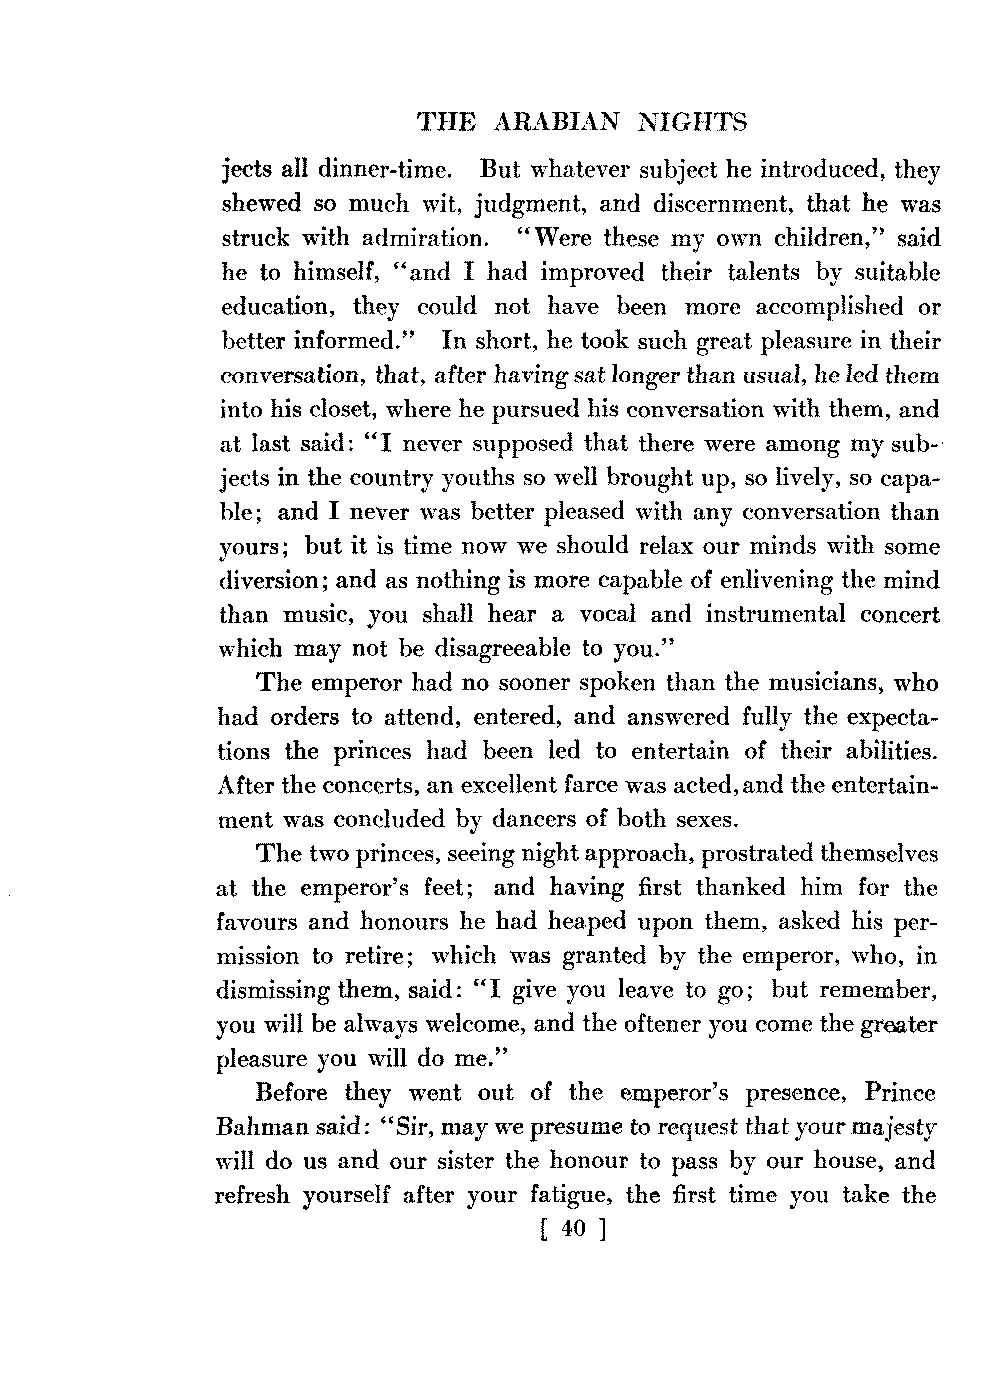 THE ARABIAN NIGHTS
jects all dinner-time. But whatever subject he introduced, they
shewed so much wit, judgment, and discernment, that he was
struck with admiration. “Were these my own children,” said
he to himself, “and I had improved their talents by suitable
education, they could not have been more accomplished or
better informed.” In short, he took such great pleasure in their
conversation, that, after having sat longer than usual, he led them
into his closet, where he pursued his conversation with them, and
at last said: “I never supposed that there were among my sub-
jects in the country youths so well brought up, so lively, so capa-
ble; and I never was better pleased with any conversation than
yours; but it is time now we should relax our minds with some
diversion; and as nothing is more capable of enlivening the mind
than music, you shall hear a vocal and instrumental concert
which may not be disagreeable to you.”
The emperor had no sooner spoken than the musicians, who
had orders to attend, entered, and answered fully the expecta-
tions the princes had been led to entertain of their abilities.
After the concerts, an excellent farce was acted, and the entertain-
ment was concluded by dancers of both sexes.
The two princes, seeing night approach, prostrated themselves
at the emperor’s feet; and having first thanked him for the
favours and honours he had heaped upon them, asked his per-
mission to retire; which was granted by the emperor, who, in
dismissing them, said: “I give you leave to go; but remember,
you will be always welcome, and the oftener you come the greater
pleasure you will do me.”
Before they went out of the emperor’s presence, Prince
Bahman said: “Sir, may we presume to request that your majesty
will do us and our sister the honour to pass by our house, and
refresh yourself after your fatigue, the first time you take the
[ 40 ]